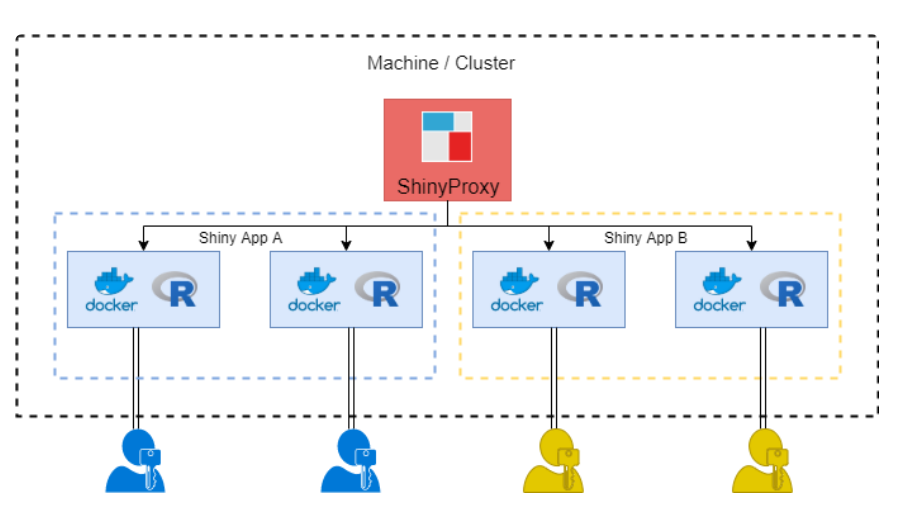 Machine / Cluster
ShinyProxy
Shiny App A
Shiny App B
docker R
docker R
docker R
docker R